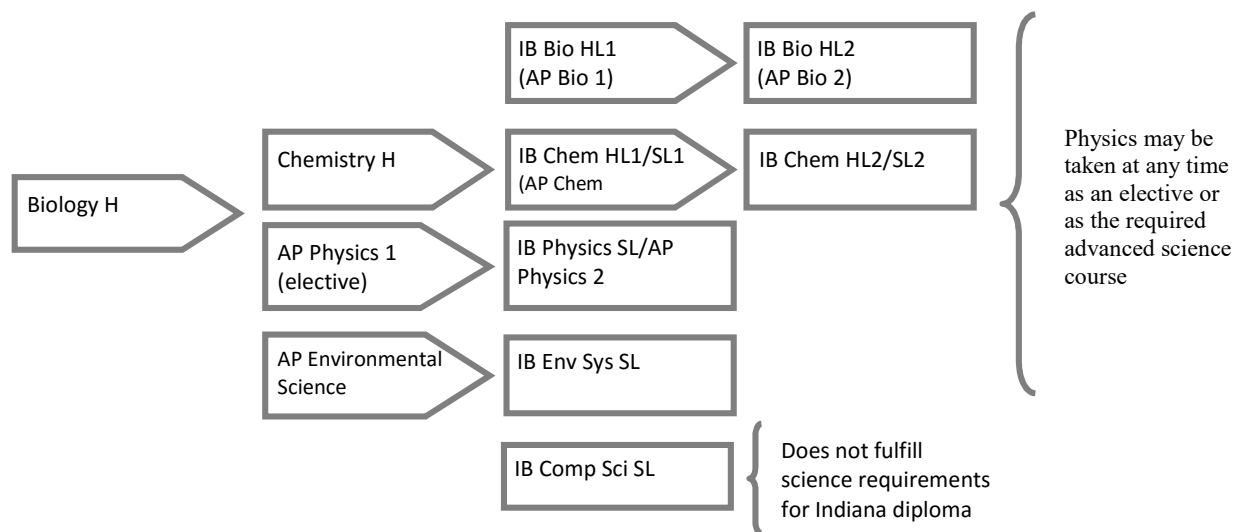 IB Bio HL1
(AP Bio 1)
IB Bio HL2
(AP Bio 2)
Chemistry H
IB Chem HL1/SL1
(AP Chem
IB Chem HL2/SL2
Biology H
AP Physics 1
(elective)
IB Physics SL/AP
Physics 2
AP Environmental
Science
IB Env Sys SL
IB Comp Sci SL
Physics may be
taken at any time
as an elective or
as the required
advanced science
course
Does not fulfill
science requirements
for Indiana diploma